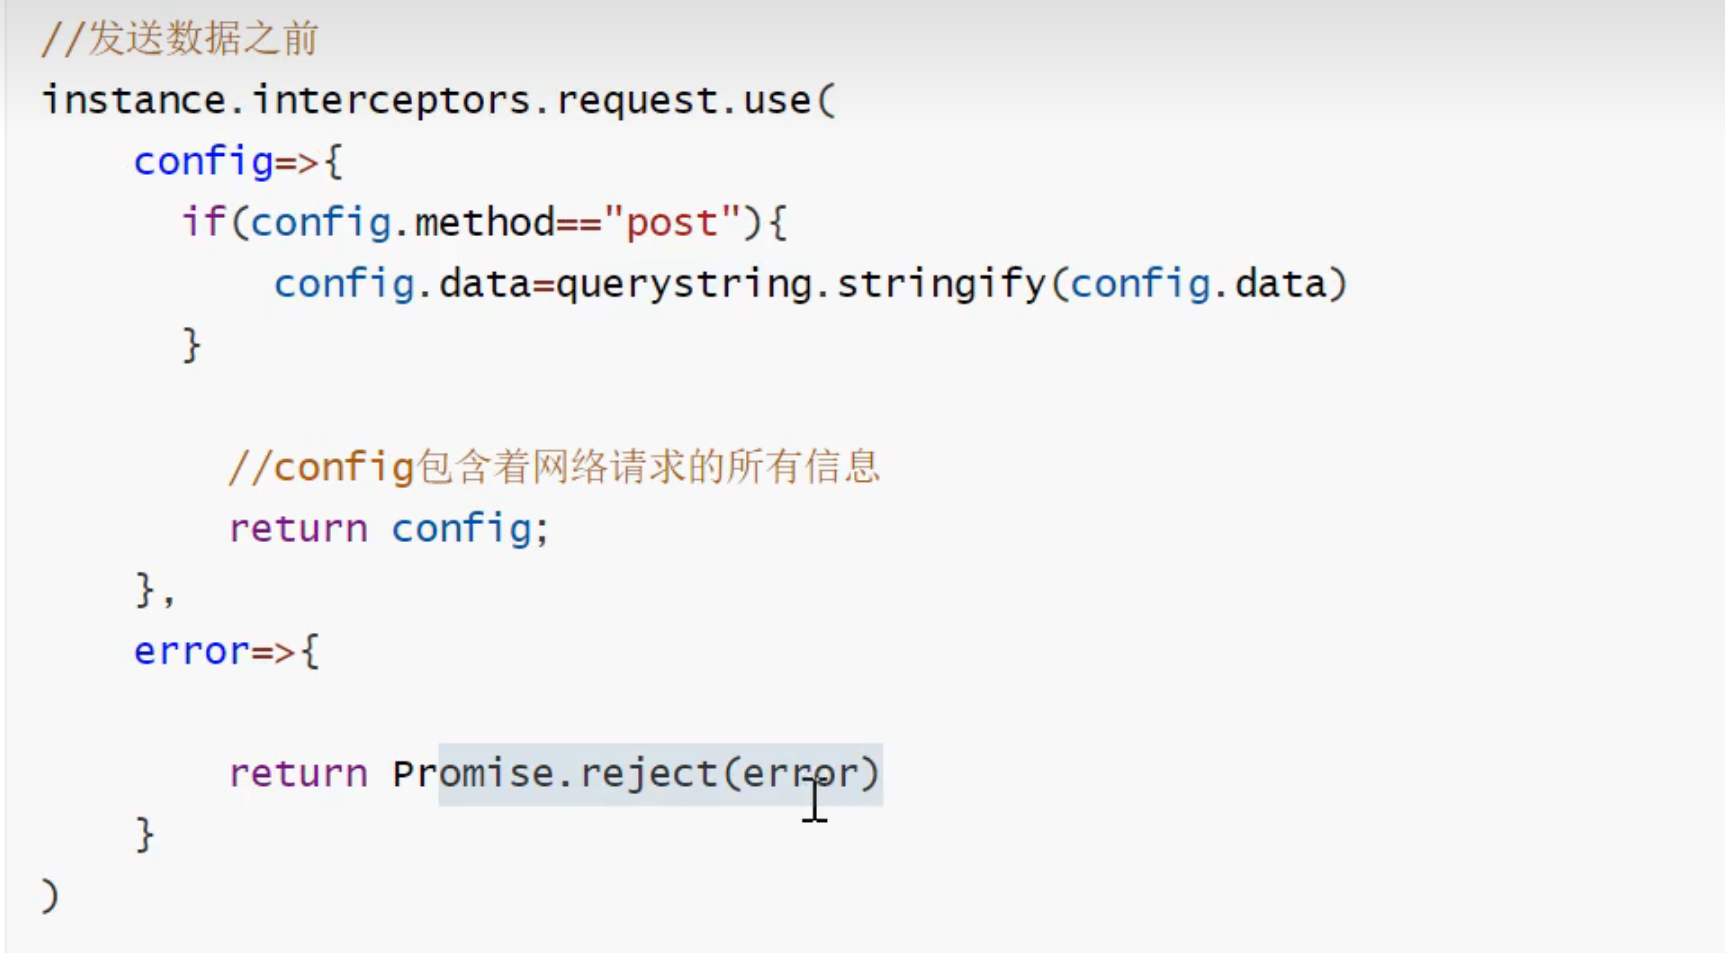 //发送数据之前
instance.interceptors.request.use(
    config=>{
      if(config.method=="post"){
          config.data=querystring.stringify(config.data)
      }
        //config包含着网络请求的所有信息
        return config;
    },
    error=>{
        return Promise.reject(error)
    }
)